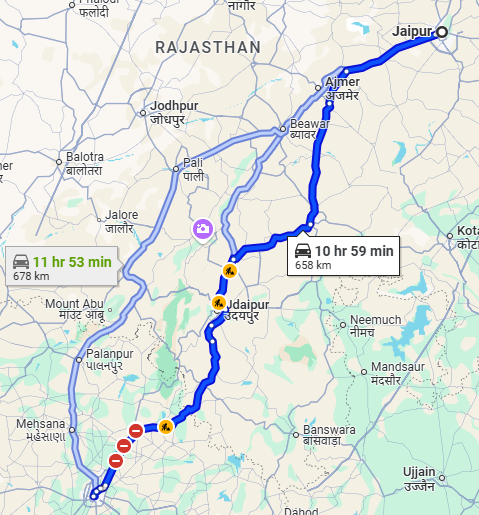 Phalodi
फलोदी
नागौर
RAJASTHAN
Jaipur
Ajmer
अजमेर
Jodhpur
जोधपुर
Beawar
ब्यावर
Balotra
बालोतरा
Pali
पाली
Jalore
जालौर
Kota
कोटा
10 hr 59 min
658 km
11 hr 53 min
678 km
Mount Abu
माउंट आबू
Udaipur
उदयपुर
Neemuch
नीमच
Palanpur
પાલનપુર
Mandsaur
मंदसौर
Mehsana
મહેસાણા
Banswara
बांसवाड़ा
Ujjain
उज्जैन
Dahod